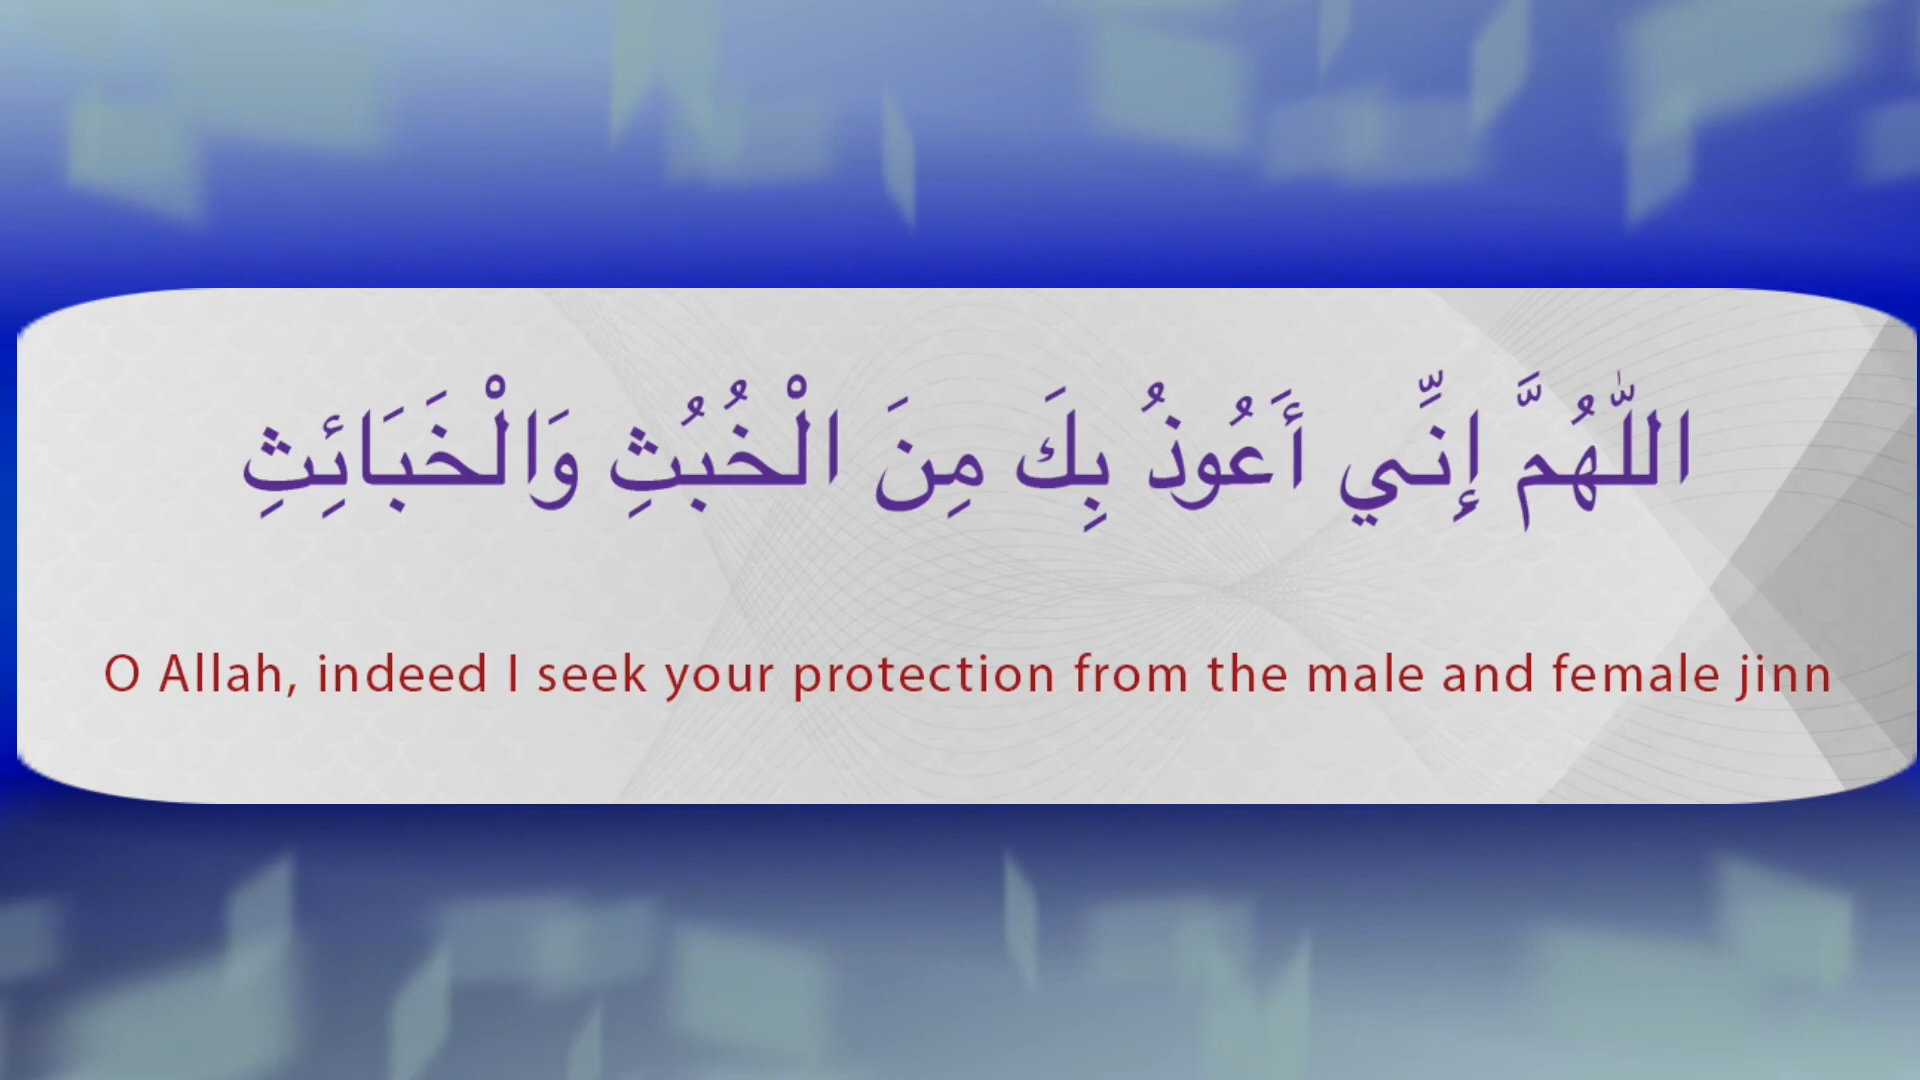 اللّٰهُمَّ إِنِّي أَعُوذُ بِكَ مِنَ الْخُبُثِ وَالْخَبَائِثِ
O Allah, indeed I seek your protection from the male and female jinn